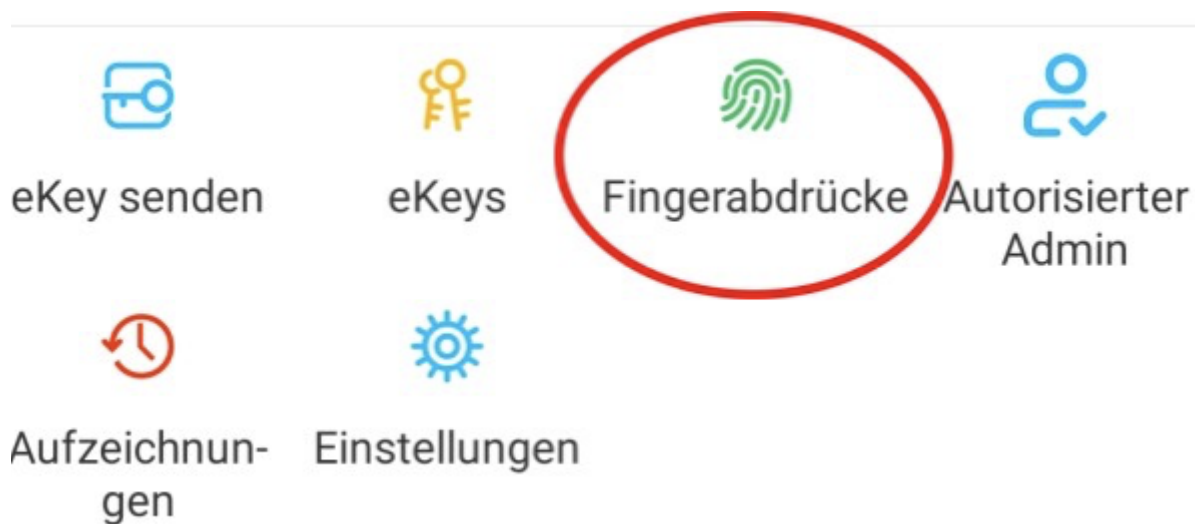 eKey senden
eKeys
Fingerabdrücke
Autorisierter
Admin
Aufzeichnun-
gen
Einstellungen